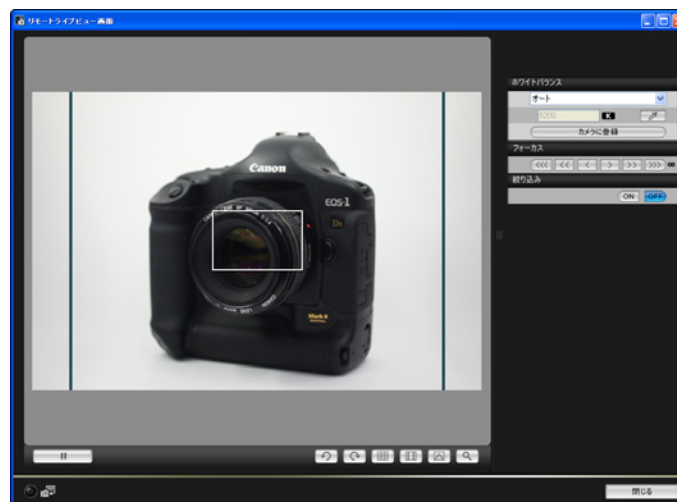 リモートライブビュー画面
ホワイトバランス
オート
5200
K
カメラに登録
フォーカス
絞り込み
ON OFF
Canon
EOS-1
Ds
Mark II
閉じる